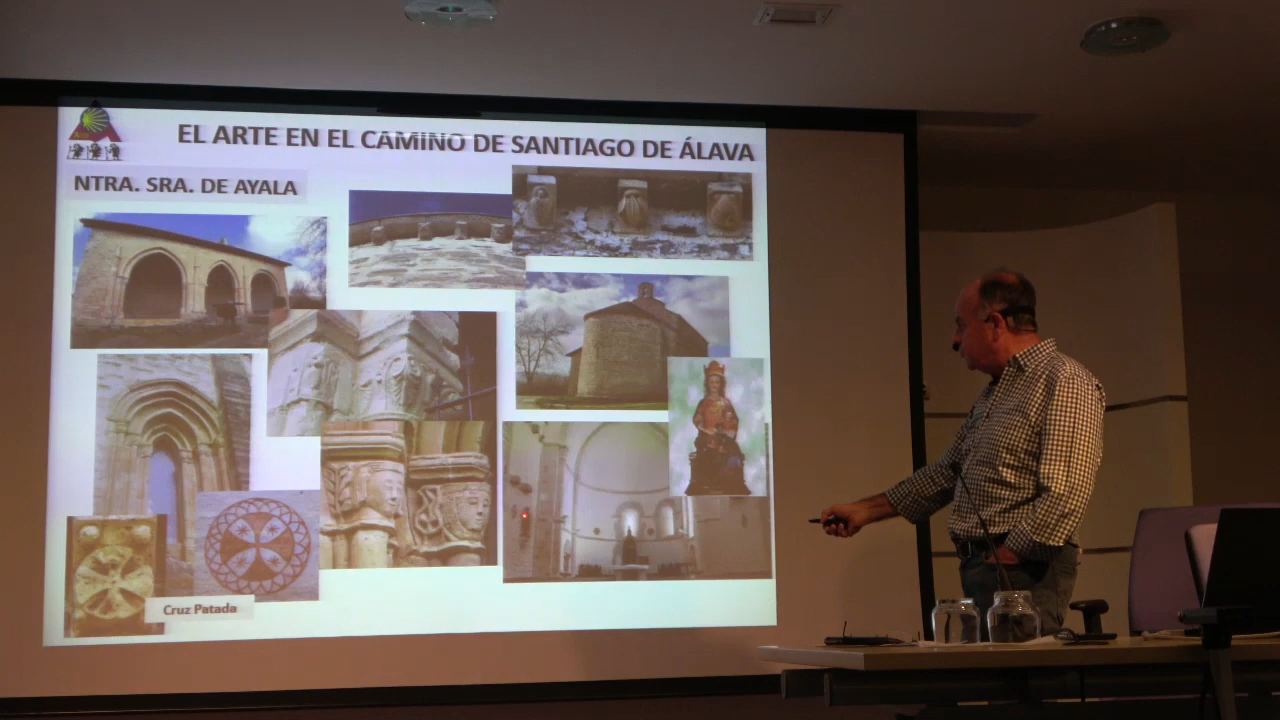 EL ARTE EN EL CAMINO DE SANTIAGO DE ÁLAVA
NTRA. SRA. DE AYALA
Cruz Patada